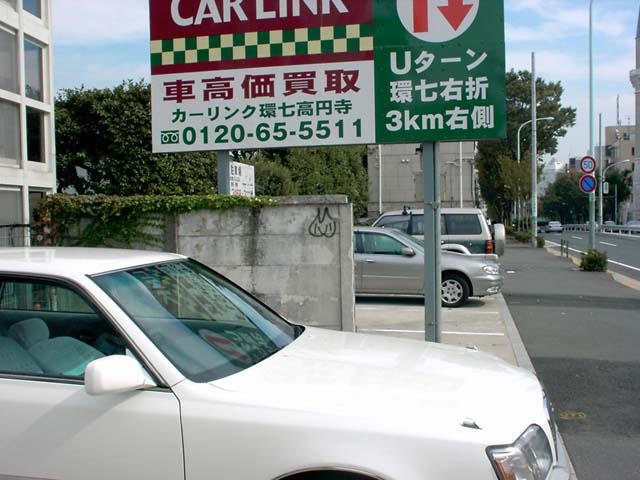 CAR LINK
車高価買取
カーリンク環七高円寺
0120-65-5511
Uターン
環七右折
3km右側
50